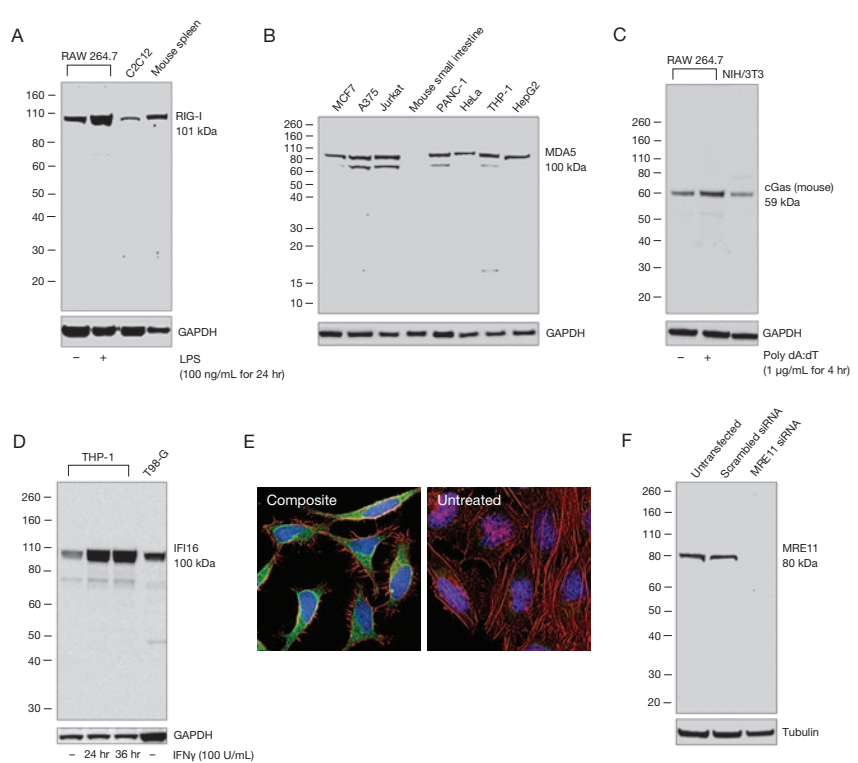 A
RAW 264.7
C2C12
Mouse spleen
160
110
80
60
50
40
30
20
RIG-I
101 kDa
GAPDH
– +
LPS
(100 ng/mL for 24 hr)
B
MCF7
A375
Jurkat
Mouse small intestine
PANC-1
HeLa
THP-1
HepG2
260
160
110
80
60
50
40
30
20
15
10
MDA5
100 kDa
GAPDH
C
RAW 264.7
NIH/3T3
260
160
110
80
60
50
40
30
20
cGas (mouse)
59 kDa
GAPDH
– +
Poly dA:dT
(1 µg/mL for 4 hr)
D
THP-1
T98-G
260
160
110
80
60
50
40
30
IFI16
100 kDa
GAPDH
– 24 hr 36 hr – IFNγ (100 U/mL)
E
Composite
Untreated
F
Untransfected
Scrambled siRNA
MRE11 siRNA
260
160
110
80
60
50
40
30
20
MRE11
80 kDa
Tubulin